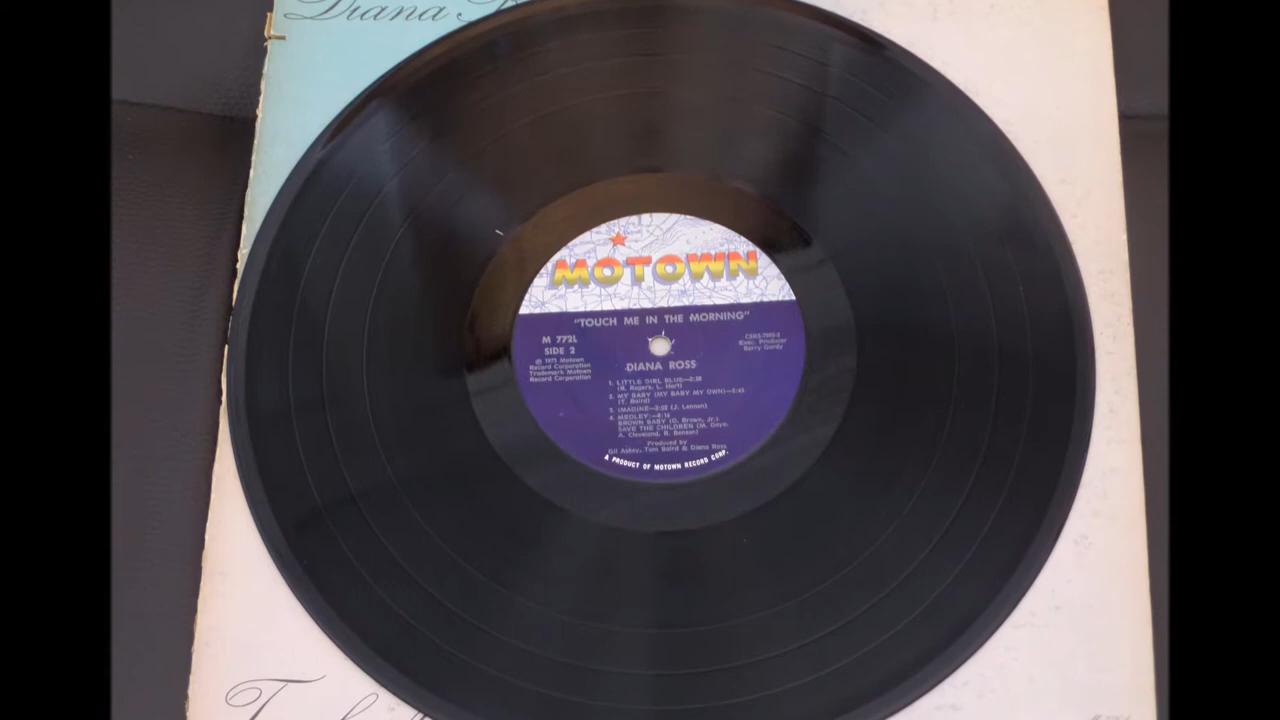 Diana
MOTOWN
"TOUCH ME IN THE MORNING"
M 772L
SIDE 2
℗ 1973 Motown
Record Corporation
Trademark Motown
Record Corporation
Exec. Producer
Berry Gordy
DIANA ROSS
1. LITTLE GIRL BLUE—
(R. Rogers, L. Hart)
2. MY BABY (MY BABY MY OWN)—
(T. Baird)
3. IMAGINE— (J. Lennon)
4. MEDLEY:—
BROWN BABY (O. Brown, Jr.)
SAVE THE CHILDREN (M. Gaye,
A. Cleveland, R. Benson)
Produced by
Gil Askey, Tom Baird & Diana Ross
A PRODUCT OF MOTOWN RECORD CORP.